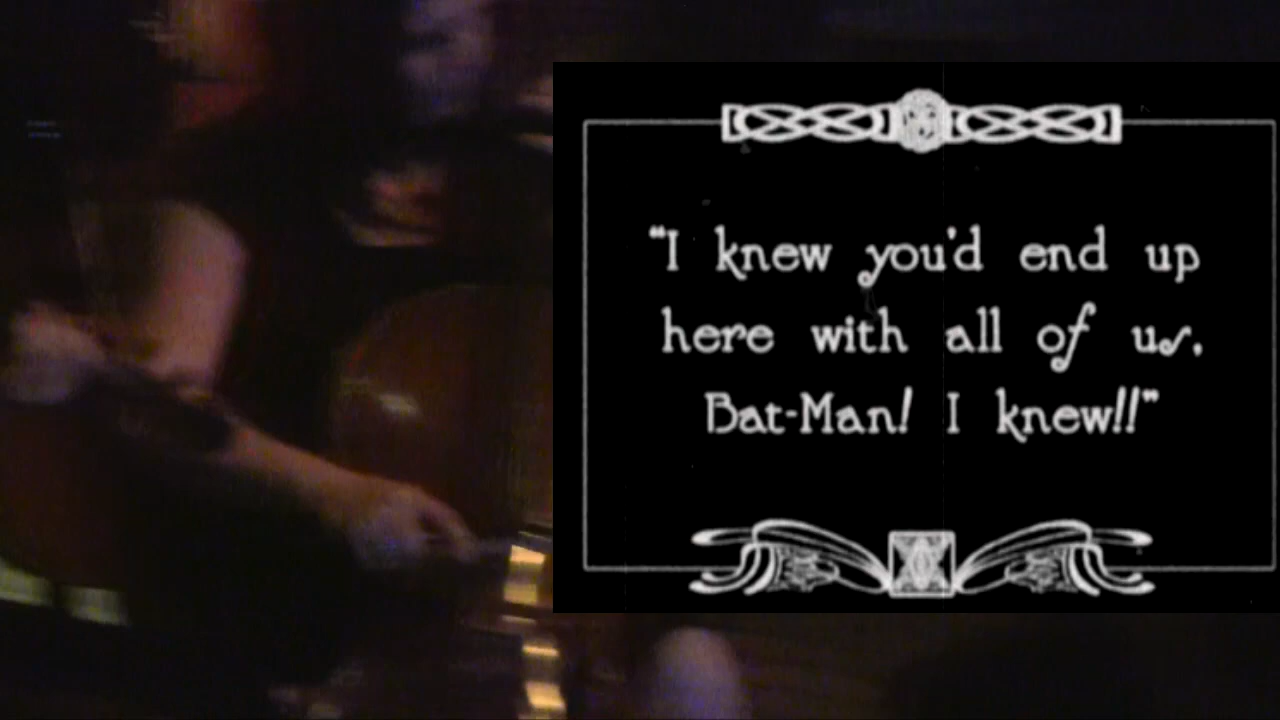 “I knew you'd end up
here with all of us,
Bat-Man! I knew!!”